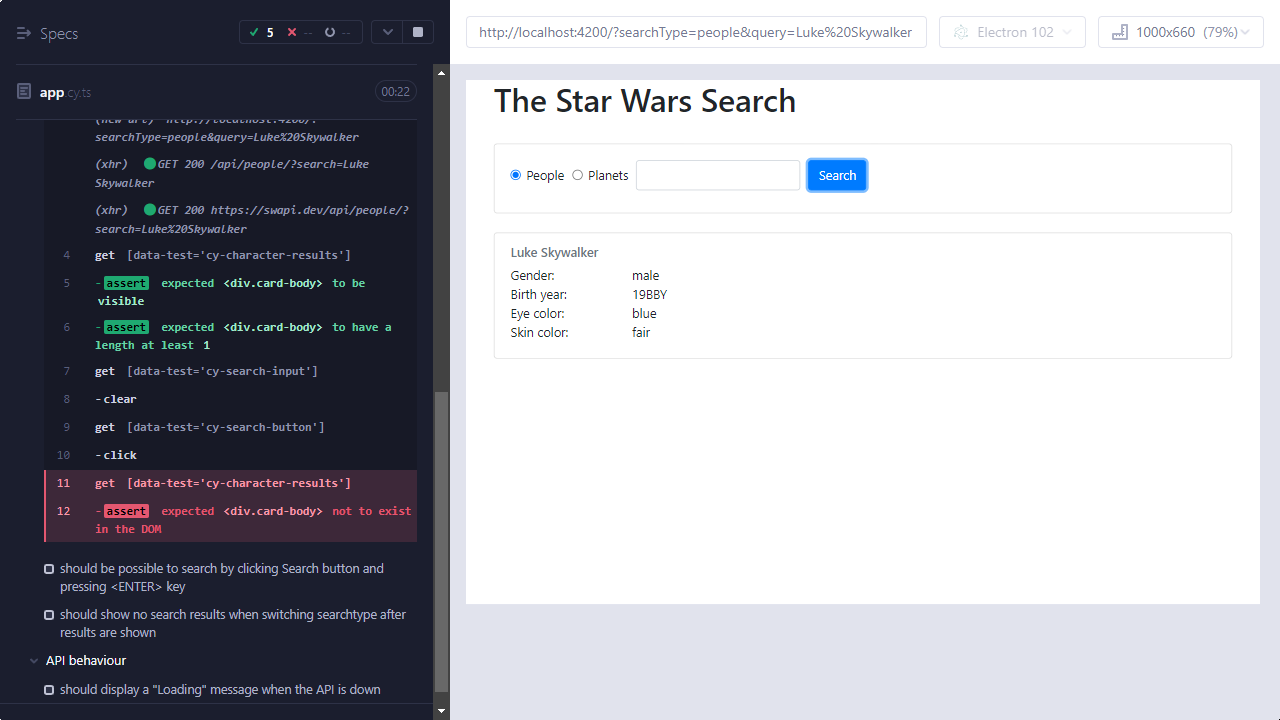 Specs
5
--
--
app.cy.ts
00:22
(new url) http://localhost:4200/?
searchType=people&query=Luke%20Skywalker
(xhr) GET 200 /api/people/?search=Luke
Skywalker
(xhr) GET 200 https://swapi.dev/api/people/?
search=Luke%20Skywalker
4 get [data-test='cy-character-results']
5 -assert expected <div.card-body> to be
visible
6 -assert expected <div.card-body> to have a
length at least 1
7 get [data-test='cy-search-input']
8 -clear
9 get [data-test='cy-search-button']
10 -click
11 get [data-test='cy-character-results']
12 -assert expected <div.card-body> not to exist
in the DOM
should be possible to search by clicking Search button and
pressing <ENTER> key
should show no search results when switching searchtype after
results are shown
API behaviour
should display a "Loading" message when the API is down
http://localhost:4200/?searchType=people&query=Luke%20Skywalker
Electron 102
1000x660 (79%)
The Star Wars Search
People Planets Search
Luke Skywalker
Gender: male
Birth year: 19BBY
Eye color: blue
Skin color: fair